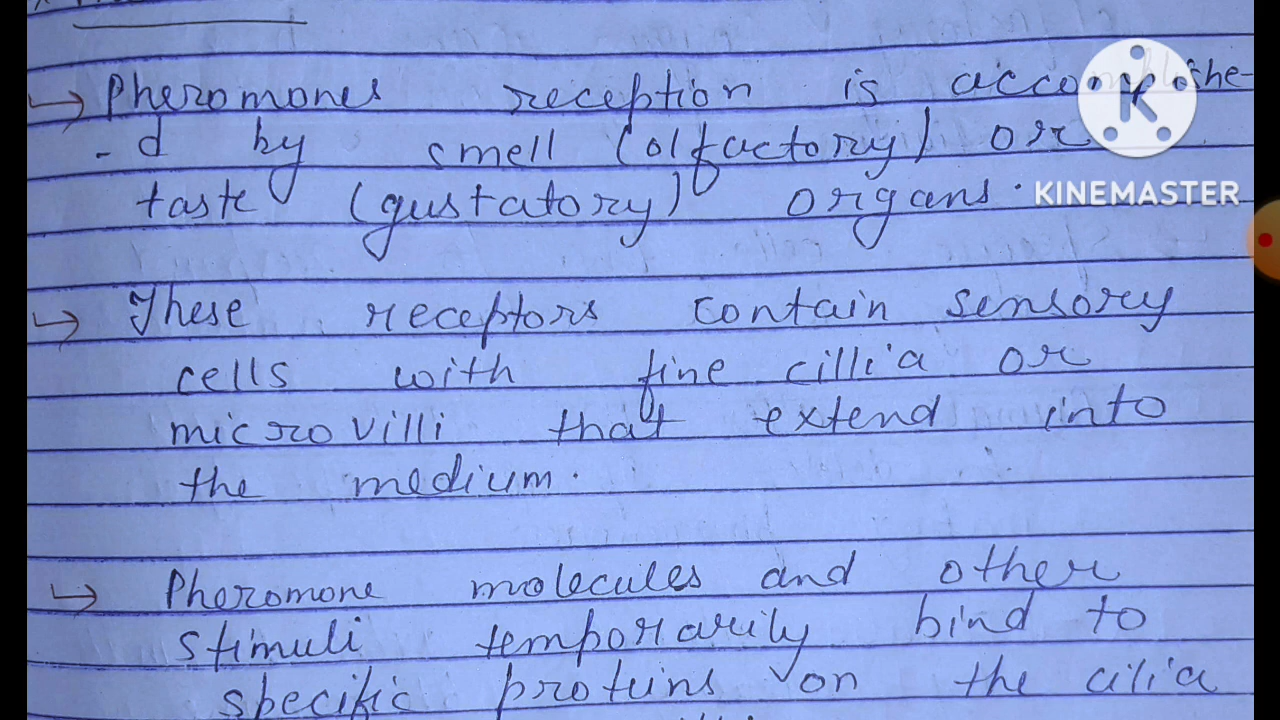 → Pheromones reception is accomplishe-
- d by smell (olfactory) or
taste (gustatory) organs.
KINEMASTER
→ These receptors contain sensory
cells with fine cillia or
microvilli that extend into
the medium.
→ Pheromone molecules and other
stimuli temporarily bind to
specific proteins on the cilia